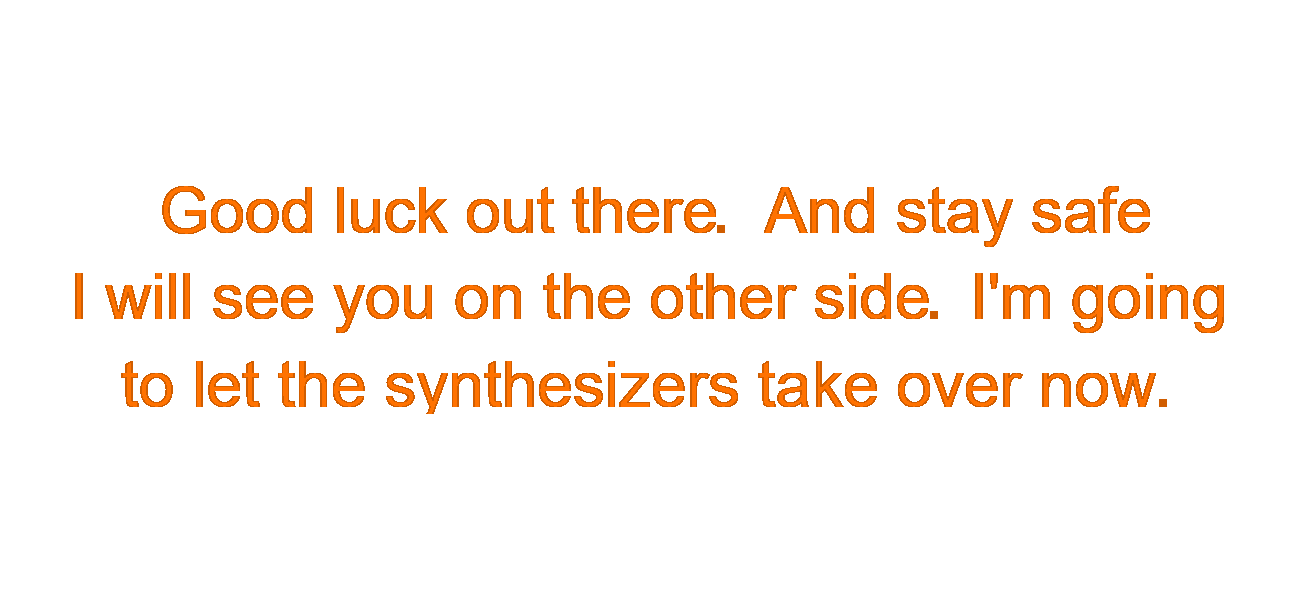 Good luck out there.  And stay safe
I will see you on the other side.  I'm going
to let the synthesizers take over now.